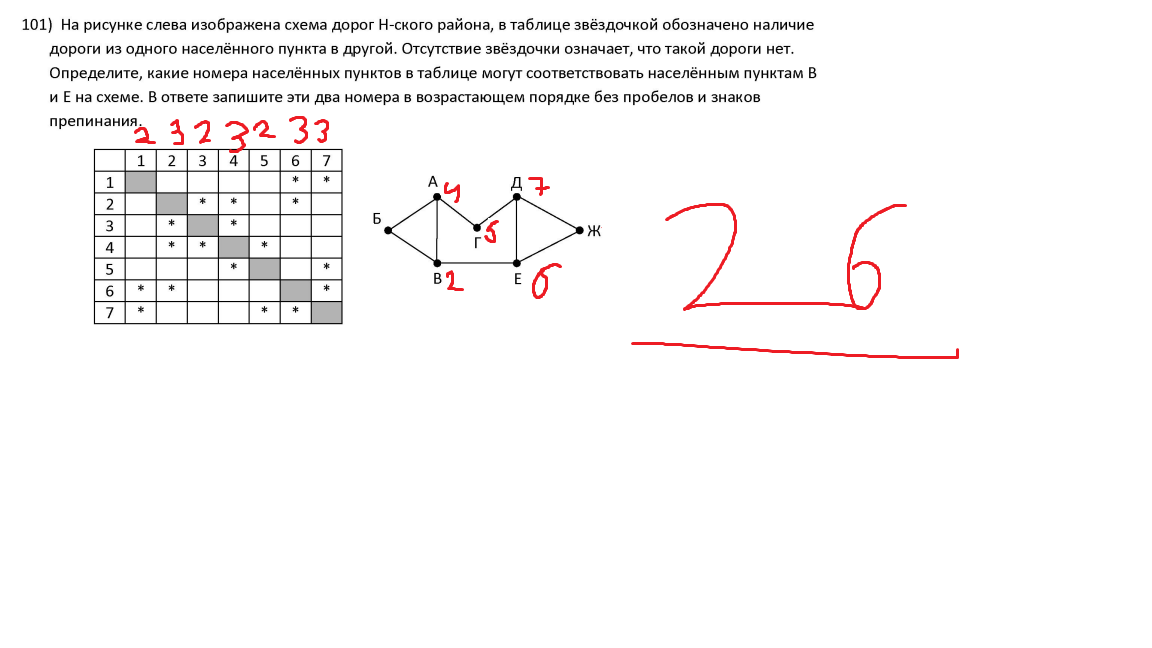 101) На рисунке слева изображена схема дорог Н-ского района, в таблице звёздочкой обозначено наличие
дороги из одного населённого пункта в другой. Отсутствие звёздочки означает, что такой дороги нет.
Определите, какие номера населённых пунктов в таблице могут соответствовать населённым пунктам В
и Е на схеме. В ответе запишите эти два номера в возрастающем порядке без пробелов и знаков
препинания.
2 3 2 3 2 3 3
1 2 3 4 5 6 7
1 * *
2 * * *
3 * *
4 * * *
5 * *
6 * * *
7 * * *
А 4 Д 7
Б Г 5 Ж
В 2 Е 6
26